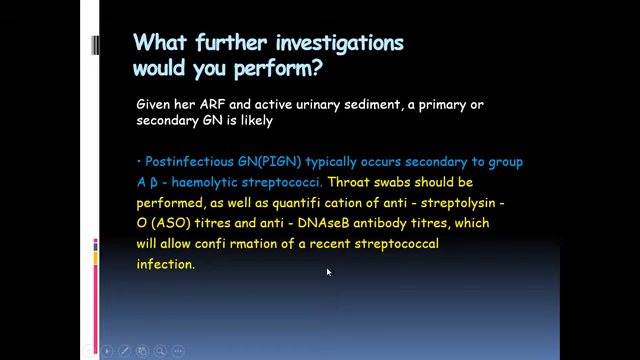 What further investigations
would you perform?
Given her ARF and active urinary sediment, a primary or
secondary GN is likely
• Postinfectious GN(PIGN) typically occurs secondary to group
A β - haemolytic streptococci. Throat swabs should be
performed, as well as quantifi cation of anti - streptolysin -
O (ASO) titres and anti - DNAseB antibody titres, which
will allow confi rmation of a recent streptococcal
infection.